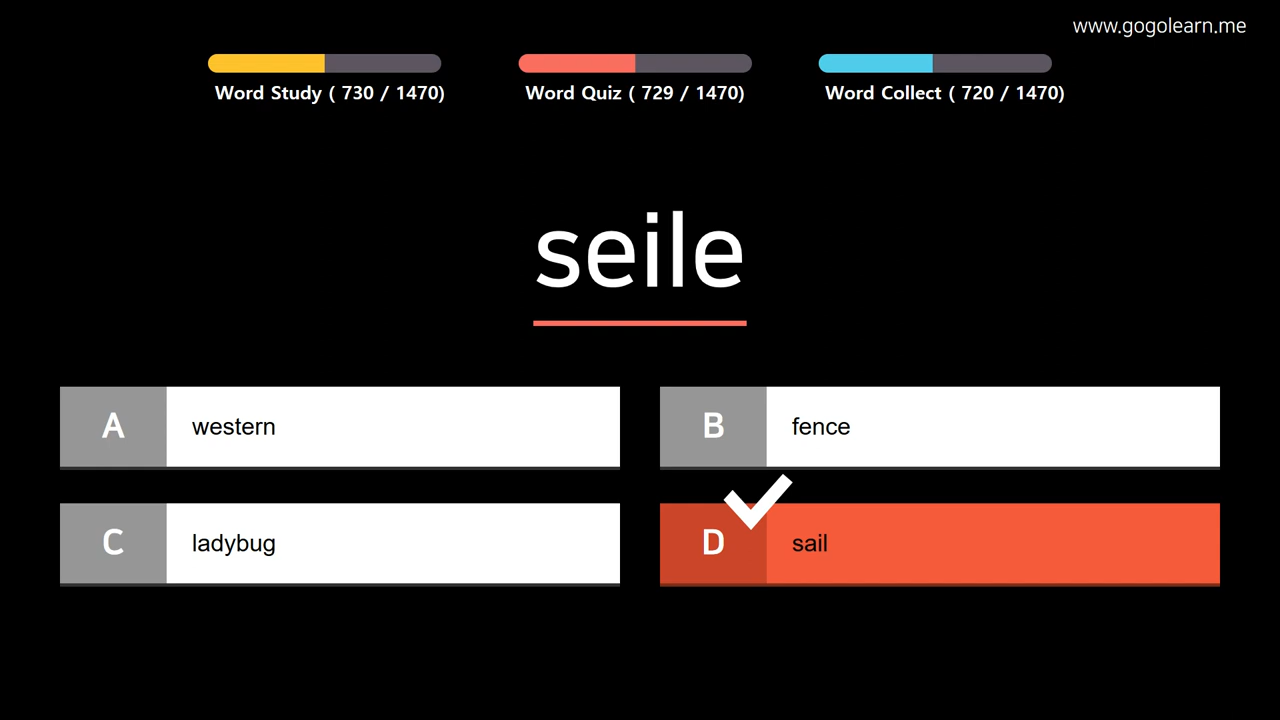 www.gogolearn.me
Word Study ( 730 / 1470)
Word Quiz ( 729 / 1470)
Word Collect ( 720 / 1470)
seile
A western
B fence
C ladybug
D sail